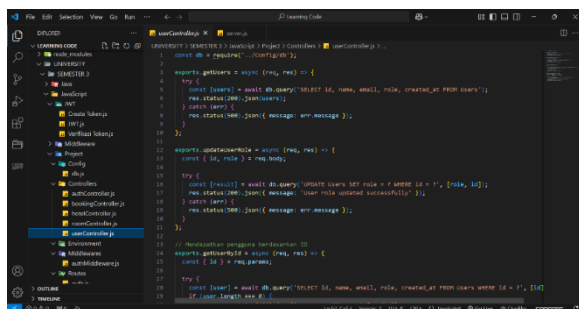 File Edit Selection View Go Run ...
Learning code
EXPLORER
LEARNING CODE
node_modules
UNIVERSITY
SEMESTER 3
Java
JavaScript
JWT
Create Token.js
JWT.js
Verifikasi Token.js
Middleware
Project
Config
db.js
Controllers
authController.js
bookingController.js
hotelController.js
roomController.js
userController.js
Environment
Middlewares
authMiddleware.js
Routes
OUTLINE
TIMELINE
userController.js
server.js
UNIVERSITY > SEMESTER 3 > JavaScript > Project > Controllers > userController.js > ...
const db = require('../Config/db');
exports.getUsers = async (req, res) => {
try {
const [users] = await db.query('SELECT id, name, email, role, created_at FROM Users');
res.status(200).json(users);
} catch (err) {
res.status(500).json({ message: err.message });
}
};
exports.updateUserRole = async (req, res) => {
const { id, role } = req.body;
try {
const [result] = await db.query('UPDATE Users SET role = ? WHERE id = ?', [role, id]);
res.status(200).json({ message: 'User role updated successfully' });
} catch (err) {
res.status(500).json({ message: err.message });
}
};
// Mendapatkan pengguna berdasarkan ID
exports.getUserById = async (req, res) => {
const { id } = req.params;
try {
const [user] = await db.query('SELECT id, name, email, role, created_at FROM Users WHERE id = ?', [id]
if (user.length === 0) {